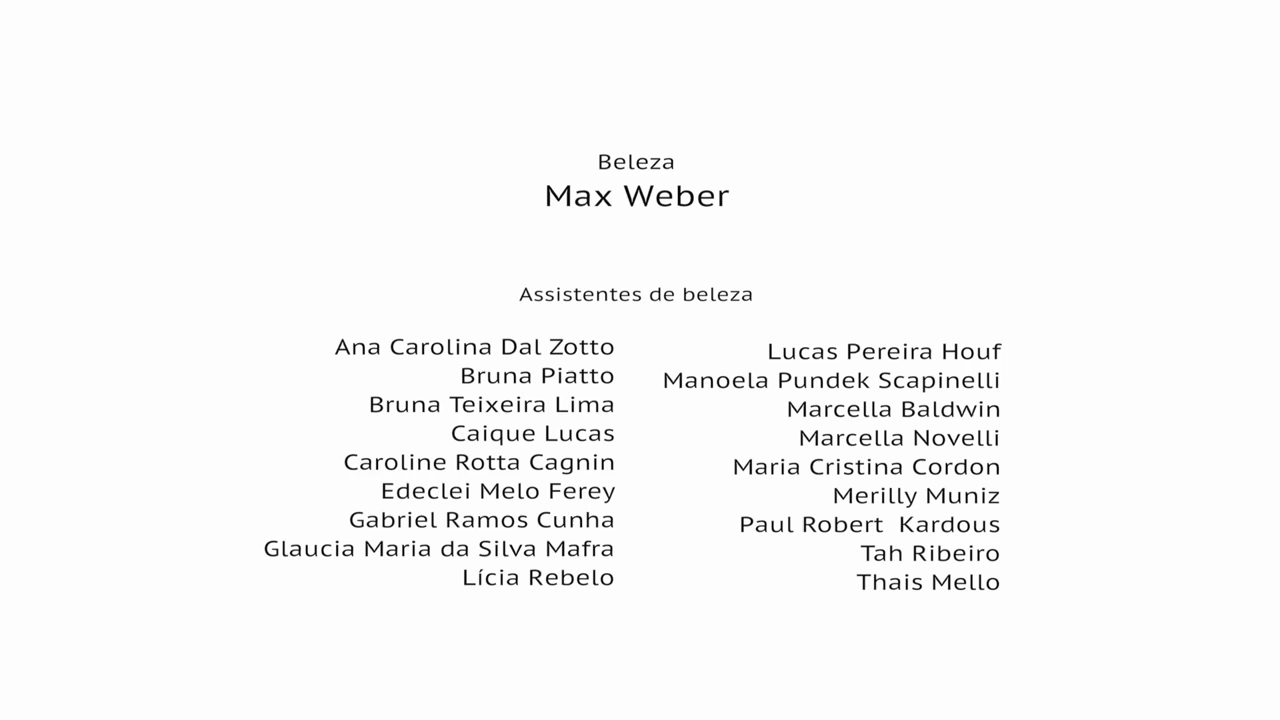 Beleza
Max Weber
Assistentes de beleza
Ana Carolina Dal Zotto
Bruna Piatto
Bruna Teixeira Lima
Caique Lucas
Caroline Rotta Cagnin
Edeclei Melo Ferey
Gabriel Ramos Cunha
Glaucia Maria da Silva Mafra
Lícia Rebelo
Lucas Pereira Houf
Manoela Pundek Scapinelli
Marcella Baldwin
Marcella Novelli
Maria Cristina Cordon
Merilly Muniz
Paul Robert  Kardous
Tah Ribeiro
Thais Mello